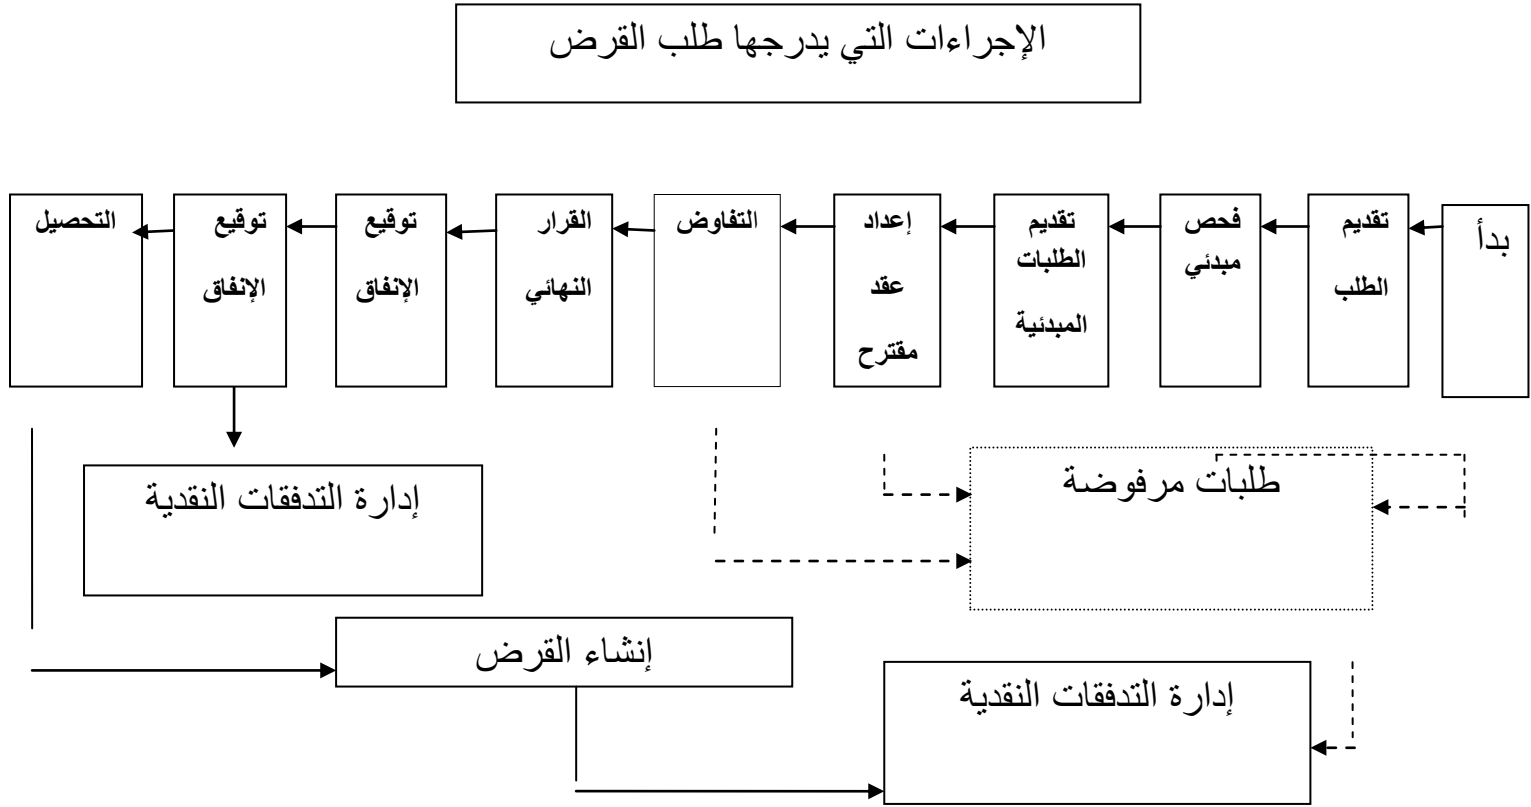 الإجراءات التي يدرجها طلب القرض
بدأ
تقديم
الطلب
فحص
مبدئي
تقديم
الطلبات
المبدئية
إعداد
عقد
مقترح
التفاوض
القرار
النهائي
توقيع
الإنفاق
توقيع
الإنفاق
التحصيل
طلبات مرفوضة
إدارة التدفقات النقدية
إنشاء القرض
إدارة التدفقات النقدية